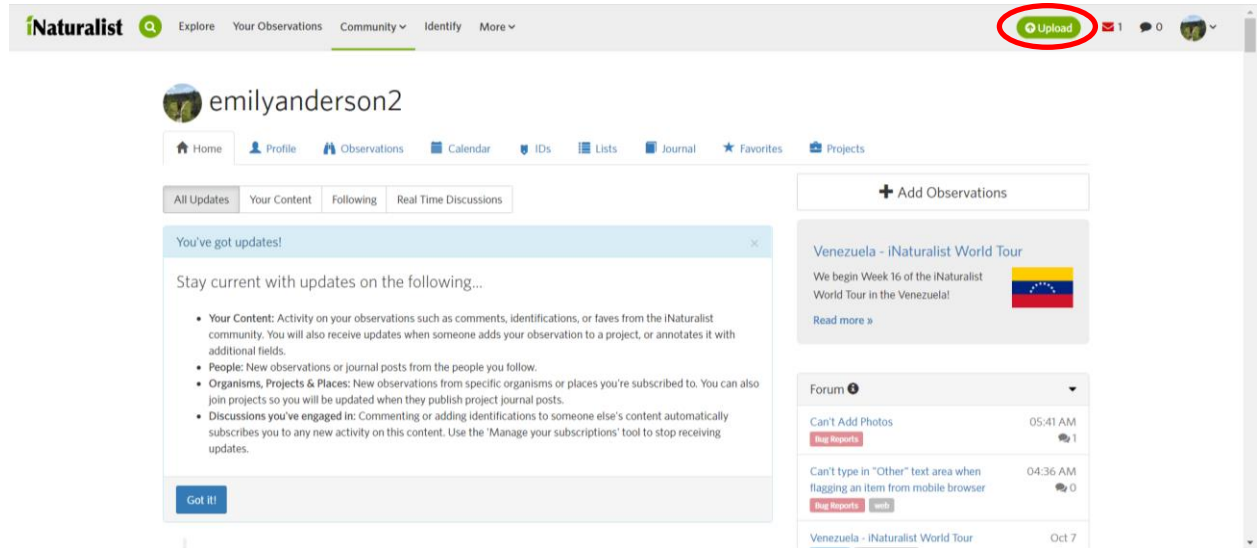 iNaturalist Explore Your Observations Community Identify More Upload 1 0
emilyanderson2
Home Profile Observations Calendar IDs Lists Journal Favorites Projects
All Updates Your Content Following Real Time Discussions
You've got updates! ×
Stay current with updates on the following...
• Your Content: Activity on your observations such as comments, identifications, or faves from the iNaturalist
community. You will also receive updates when someone adds your observation to a project, or annotates it with
additional fields.
• People: New observations or journal posts from the people you follow.
• Organisms, Projects & Places: New observations from specific organisms or places you're subscribed to. You can also
join projects so you will be updated when they publish project journal posts.
• Discussions you've engaged in: Commenting or adding identifications to someone else's content automatically
subscribes you to any new activity on this content. Use the 'Manage your subscriptions' tool to stop receiving
updates.
Got it!
Add Observations
Venezuela - iNaturalist World Tour
We begin Week 16 of the iNaturalist
World Tour in the Venezuela!
Read more »
Forum
Can't Add Photos 05:41 AM
Bug Reports 1
Can't type in "Other" text area when 04:36 AM
flagging an item from mobile browser 0
Bug Reports web
Venezuela - iNaturalist World Tour Oct 7